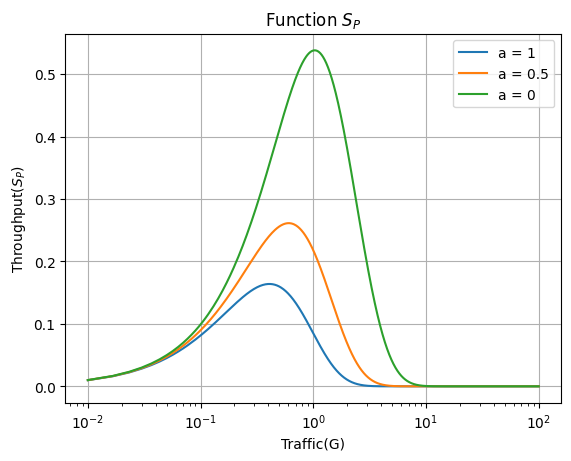 Function S_P
a = 1
a = 0.5
a = 0
Throughput(S_P)
0.5
0.4
0.3
0.2
0.1
0.0
10^{-2}
10^{-1}
10^0
10^1
10^2
Traffic(G)